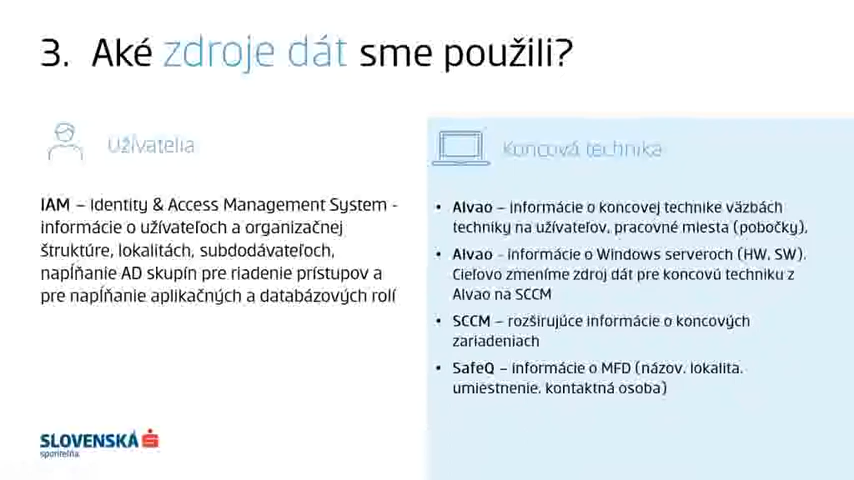 3. Aké zdroje dát sme použili?
Užívatelia
IAM – Identity & Access Management System -
informácie o užívateľoch a organizačnej
štruktúre, lokalitách, subdodávateľoch,
napĺňanie AD skupín pre riadenie prístupov a
pre napĺňanie aplikačných a databázových rolí
Koncová technika
• Alvao – informácie o koncovej technike väzbách
techniky na užívateľov, pracovné miesta (pobočky),
• Alvao - informácie o Windows serveroch (HW, SW).
Cieľovo zmeníme zdroj dát pre koncovú techniku z
Alvao na SCCM
• SCCM – rozširujúce informácie o koncových
zariadeniach
• SafeQ – informácie o MFD (názov, lokalita,
umiestnenie, kontaktná osoba)
SLOVENSKÁ
sporiteľňa